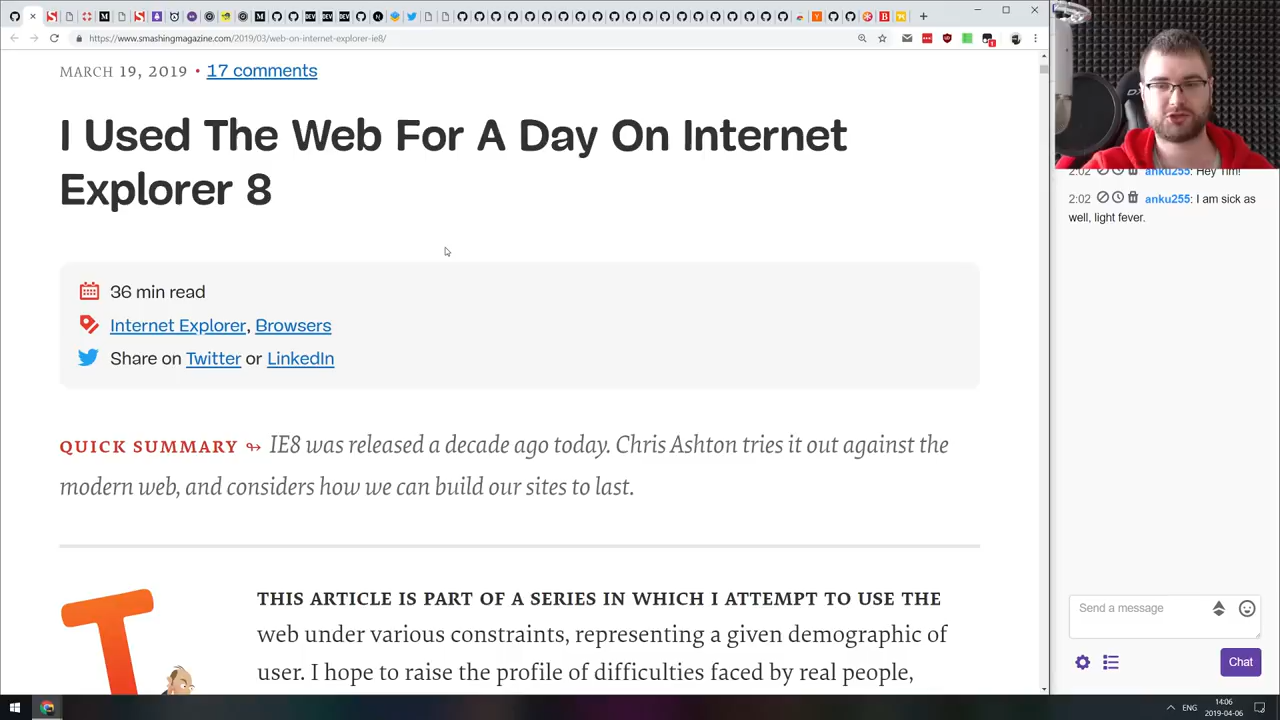 https://www.smashingmagazine.com/2019/03/web-on-internet-explorer-ie8/
MARCH 19, 2019 • 17 comments
I Used The Web For A Day On Internet
Explorer 8
36 min read
Internet Explorer, Browsers
Share on Twitter or LinkedIn
QUICK SUMMARY ↬ IE8 was released a decade ago today. Chris Ashton tries it out against the
modern web, and considers how we can build our sites to last.
THIS ARTICLE IS PART OF A SERIES IN WHICH I ATTEMPT TO USE THE
web under various constraints, representing a given demographic of
user. I hope to raise the profile of difficulties faced by real people,
2:02 anku255: Hey Tim!
2:02 anku255: I am sick as
well, light fever.
Send a message
Chat
ENG
14:06
2019-04-06